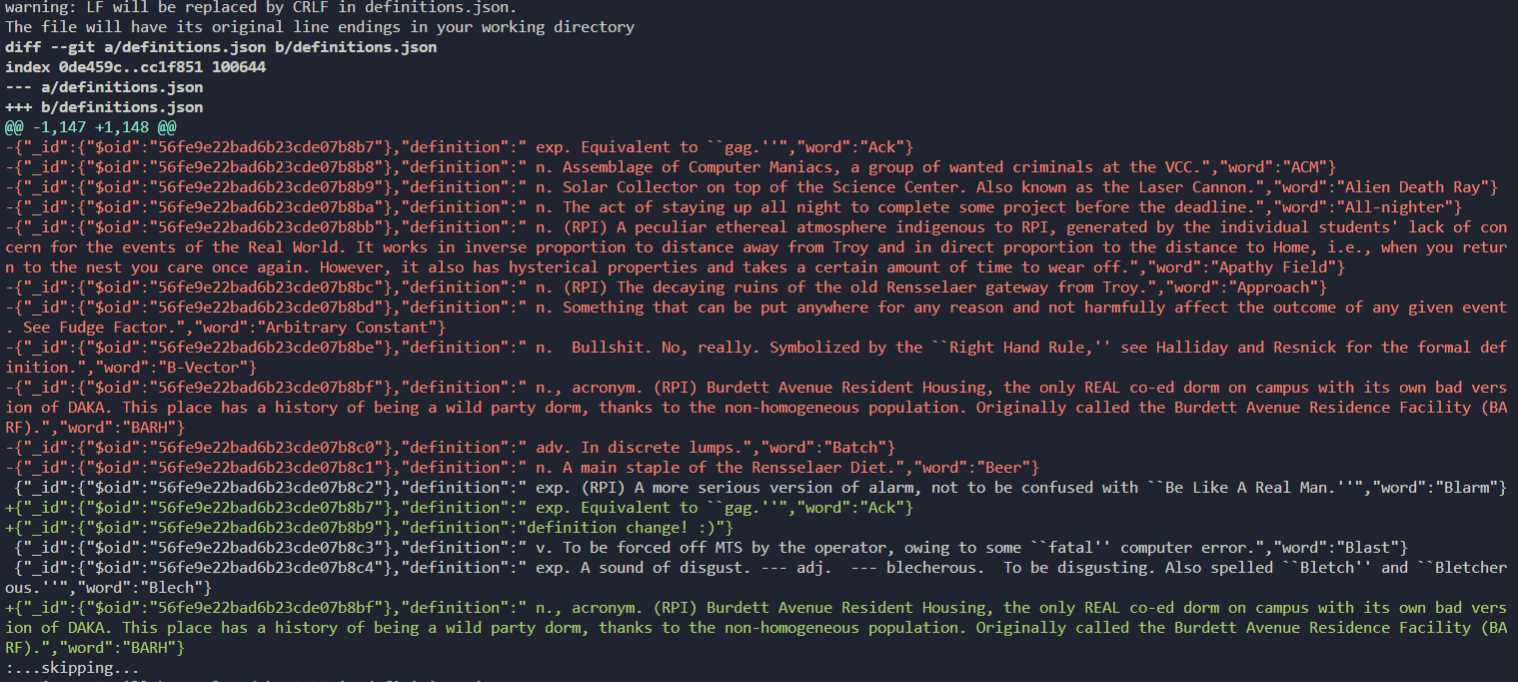 warning: LF will be replaced by CRLF in definitions.json.
The file will have its original line endings in your working directory
diff --git a/definitions.json b/definitions.json
index 0de459c..cc1f851 100644
--- a/definitions.json
+++ b/definitions.json
@@ -1,147 +1,148 @@
-{"_id":{"$oid":"56fe9e22bad6b23cde07b8b7"},"definition":" exp. Equivalent to ``gag.''","word":"Ack"}
-{"_id":{"$oid":"56fe9e22bad6b23cde07b8b8"},"definition":" n. Assemblage of Computer Maniacs, a group of wanted criminals at the VCC.","word":"ACM"}
-{"_id":{"$oid":"56fe9e22bad6b23cde07b8b9"},"definition":" n. Solar Collector on top of the Science Center. Also known as the Laser Cannon.","word":"Alien Death Ray"}
-{"_id":{"$oid":"56fe9e22bad6b23cde07b8ba"},"definition":" n. The act of staying up all night to complete some project before the deadline.","word":"All-nighter"}
-{"_id":{"$oid":"56fe9e22bad6b23cde07b8bb"},"definition":" n. (RPI) A peculiar ethereal atmosphere indigenous to RPI, generated by the individual students' lack of con
cern for the events of the Real World. It works in inverse proportion to distance away from Troy and in direct proportion to the distance to Home, i.e., when you retur
n to the nest you care once again. However, it also has hysterical properties and takes a certain amount of time to wear off.","word":"Apathy Field"}
-{"_id":{"$oid":"56fe9e22bad6b23cde07b8bc"},"definition":" n. (RPI) The decaying ruins of the old Rensselaer gateway from Troy.","word":"Approach"}
-{"_id":{"$oid":"56fe9e22bad6b23cde07b8bd"},"definition":" n. Something that can be put anywhere for any reason and not harmfully affect the outcome of any given event
. See Fudge Factor.","word":"Arbitrary Constant"}
-{"_id":{"$oid":"56fe9e22bad6b23cde07b8be"},"definition":" n.  Bullshit. No, really. Symbolized by the ``Right Hand Rule,'' see Halliday and Resnick for the formal def
inition.","word":"B-Vector"}
-{"_id":{"$oid":"56fe9e22bad6b23cde07b8bf"},"definition":" n., acronym. (RPI) Burdett Avenue Resident Housing, the only REAL co-ed dorm on campus with its own bad vers
ion of DAKA. This place has a history of being a wild party dorm, thanks to the non-homogeneous population. Originally called the Burdett Avenue Residence Facility (BA
RF).","word":"BARH"}
-{"_id":{"$oid":"56fe9e22bad6b23cde07b8c0"},"definition":" adv. In discrete lumps.","word":"Batch"}
-{"_id":{"$oid":"56fe9e22bad6b23cde07b8c1"},"definition":" n. A main staple of the Rensselaer Diet.","word":"Beer"}
 {"_id":{"$oid":"56fe9e22bad6b23cde07b8c2"},"definition":" exp. (RPI) A more serious version of alarm, not to be confused with ``Be Like A Real Man.''","word":"Blarm"}
+{"_id":{"$oid":"56fe9e22bad6b23cde07b8b7"},"definition":" exp. Equivalent to ``gag.''","word":"Ack"}
+{"_id":{"$oid":"56fe9e22bad6b23cde07b8b9"},"definition":"definition change! :)"}
 {"_id":{"$oid":"56fe9e22bad6b23cde07b8c3"},"definition":" v. To be forced off MTS by the operator, owing to some ``fatal'' computer error.","word":"Blast"}
 {"_id":{"$oid":"56fe9e22bad6b23cde07b8c4"},"definition":" exp. A sound of disgust. --- adj.  --- blecherous.  To be disgusting. Also spelled ``Bletch'' and ``Bletcher
ous.''","word":"Blech"}
+{"_id":{"$oid":"56fe9e22bad6b23cde07b8bf"},"definition":" n., acronym. (RPI) Burdett Avenue Resident Housing, the only REAL co-ed dorm on campus with its own bad vers
ion of DAKA. This place has a history of being a wild party dorm, thanks to the non-homogeneous population. Originally called the Burdett Avenue Residence Facility (BA
RF).","word":"BARH"}
:...skipping...